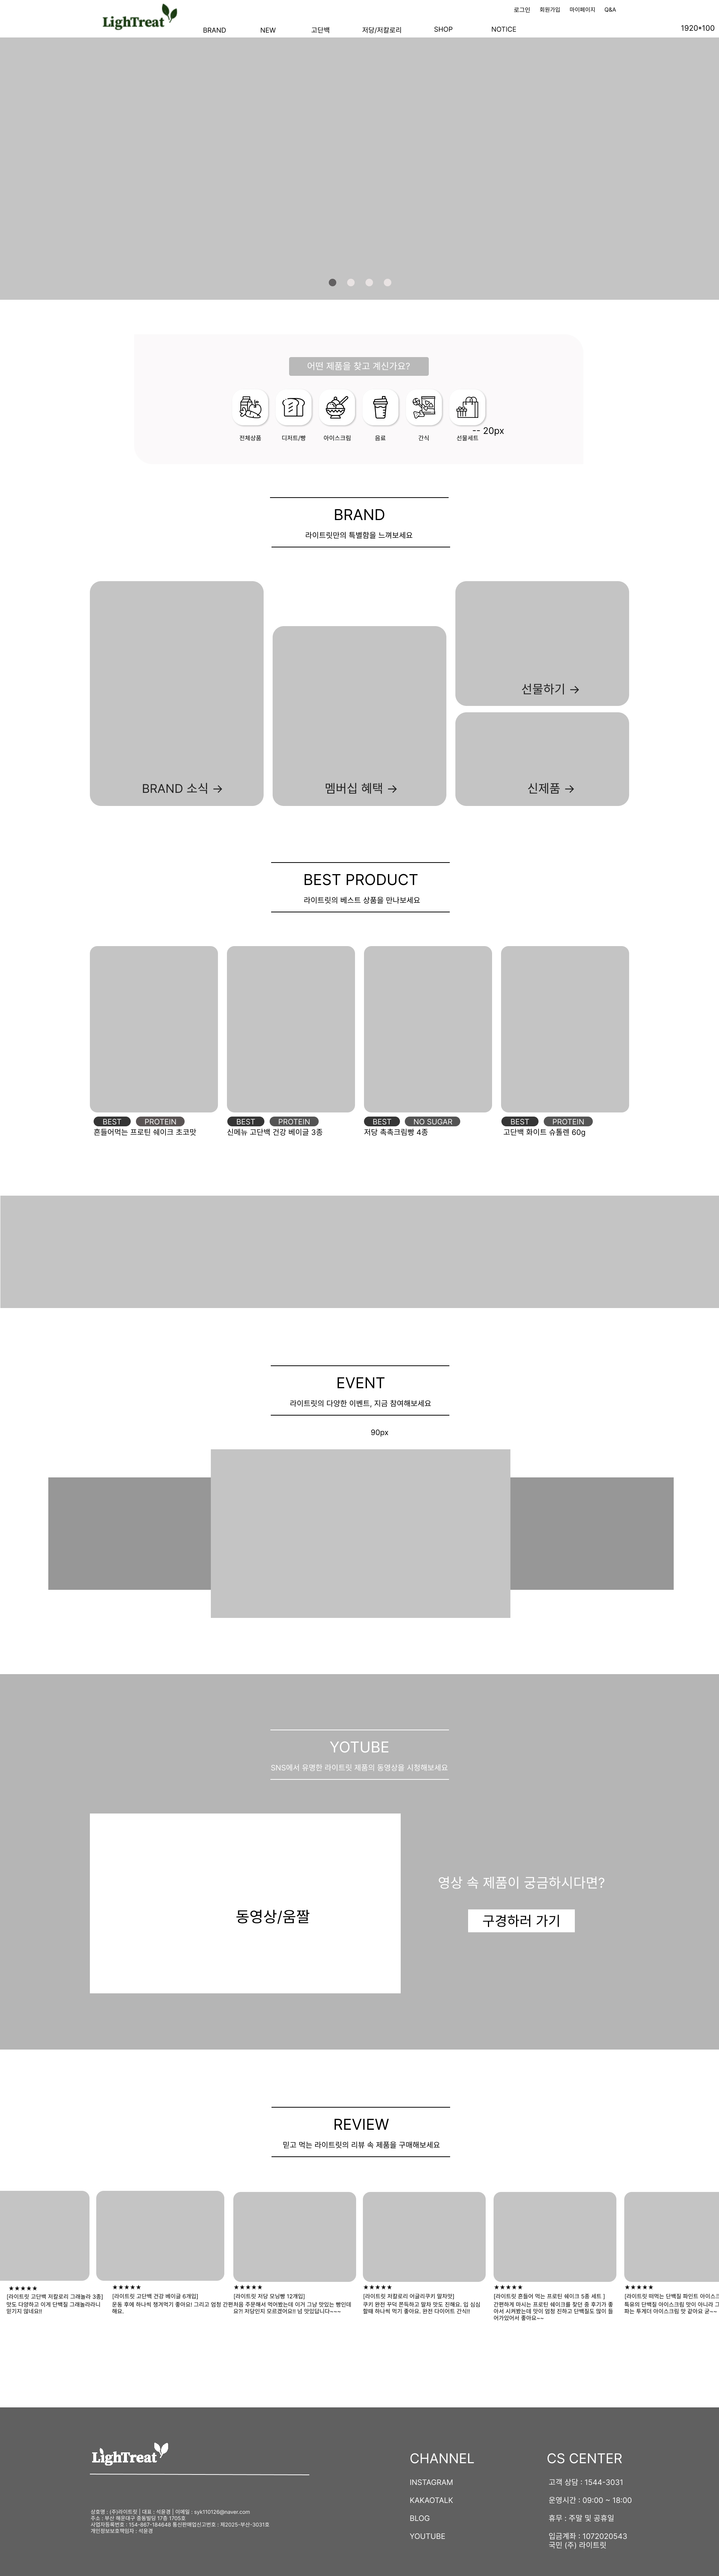 LighTreat
로그인 회원가입 마이페이지 Q&A
BRAND NEW 고단백 저당/저칼로리 SHOP NOTICE
1920*100
어떤 제품을 찾고 계신가요?
전체상품 디저트/빵 아이스크림 음료 간식 선물세트
-- 20px
BRAND
라이트릿만의 특별함을 느껴보세요
선물하기 →
BRAND 소식 →
멤버십 혜택 →
신제품 →
BEST PRODUCT
라이트릿의 베스트 상품을 만나보세요
BEST PROTEIN
흔들어먹는 프로틴 쉐이크 초코맛
BEST PROTEIN
신메뉴 고단백 건강 베이글 3종
BEST NO SUGAR
저당 촉촉크림빵 4종
BEST PROTEIN
고단백 화이트 슈톨렌 60g
EVENT
라이트릿의 다양한 이벤트, 지금 참여해보세요
90px
YOTUBE
SNS에서 유명한 라이트릿 제품의 동영상을 시청해보세요
동영상/움짤
영상 속 제품이 궁금하시다면?
구경하러 가기
REVIEW
믿고 먹는 라이트릿의 리뷰 속 제품을 구매해보세요
★★★★★
[라이트릿 고단백 저칼로리 그래놀라 3종]
맛도 다양하고 이게 단백질 그래놀라라니
믿기지 않네요!!
★★★★★
[라이트릿 고단백 건강 베이글 6개입]
운동 후에 하나씩 챙겨먹기 좋아요! 그리고 엄청 간편
해요.
★★★★★
[라이트릿 저당 모닝빵 12개입]
처음 주문해서 먹어봤는데 이거 그냥 맛있는 빵인데
요?! 저당인지 모르겠어요!! 넘 맛있답니다~~~
★★★★★
[라이트릿 저칼로리 어글리쿠키 말차맛]
쿠키 완전 꾸덕 쫀득하고 말차 맛도 진해요. 입 심심
할때 하나씩 먹기 좋아요. 완전 다이어트 간식!!
★★★★★
[라이트릿 흔들어 먹는 프로틴 쉐이크 5종 세트 ]
간편하게 마시는 프로틴 쉐이크를 찾던 중 후기가 좋
아서 시켜봤는데 맛이 엄청 진하고 단백질도 많이 들
어가있어서 좋아요~~
★★★★★
[라이트릿 떠먹는 단백질 파인트 아이스크
특유의 단백질 아이스크림 맛이 아니라 그
파는 투게더 아이스크림 맛 같아요 굳~~
LighTreat
상호명 : (주)라이트릿 | 대표 : 석윤경 | 이메일 : syk110126@naver.com
주소 : 부산 해운대구 중동빌딩 17층 1705호
사업자등록번호 : 154-867-184648 통신판매업신고번호 : 제2025-부산-3031호
개인정보보호책임자 : 석윤경
CHANNEL
INSTAGRAM
KAKAOTALK
BLOG
YOUTUBE
CS CENTER
고객 상담 : 1544-3031
운영시간 : 09:00 ~ 18:00
휴무 : 주말 및 공휴일
입금계좌 : 1072020543
국민 (주) 라이트릿